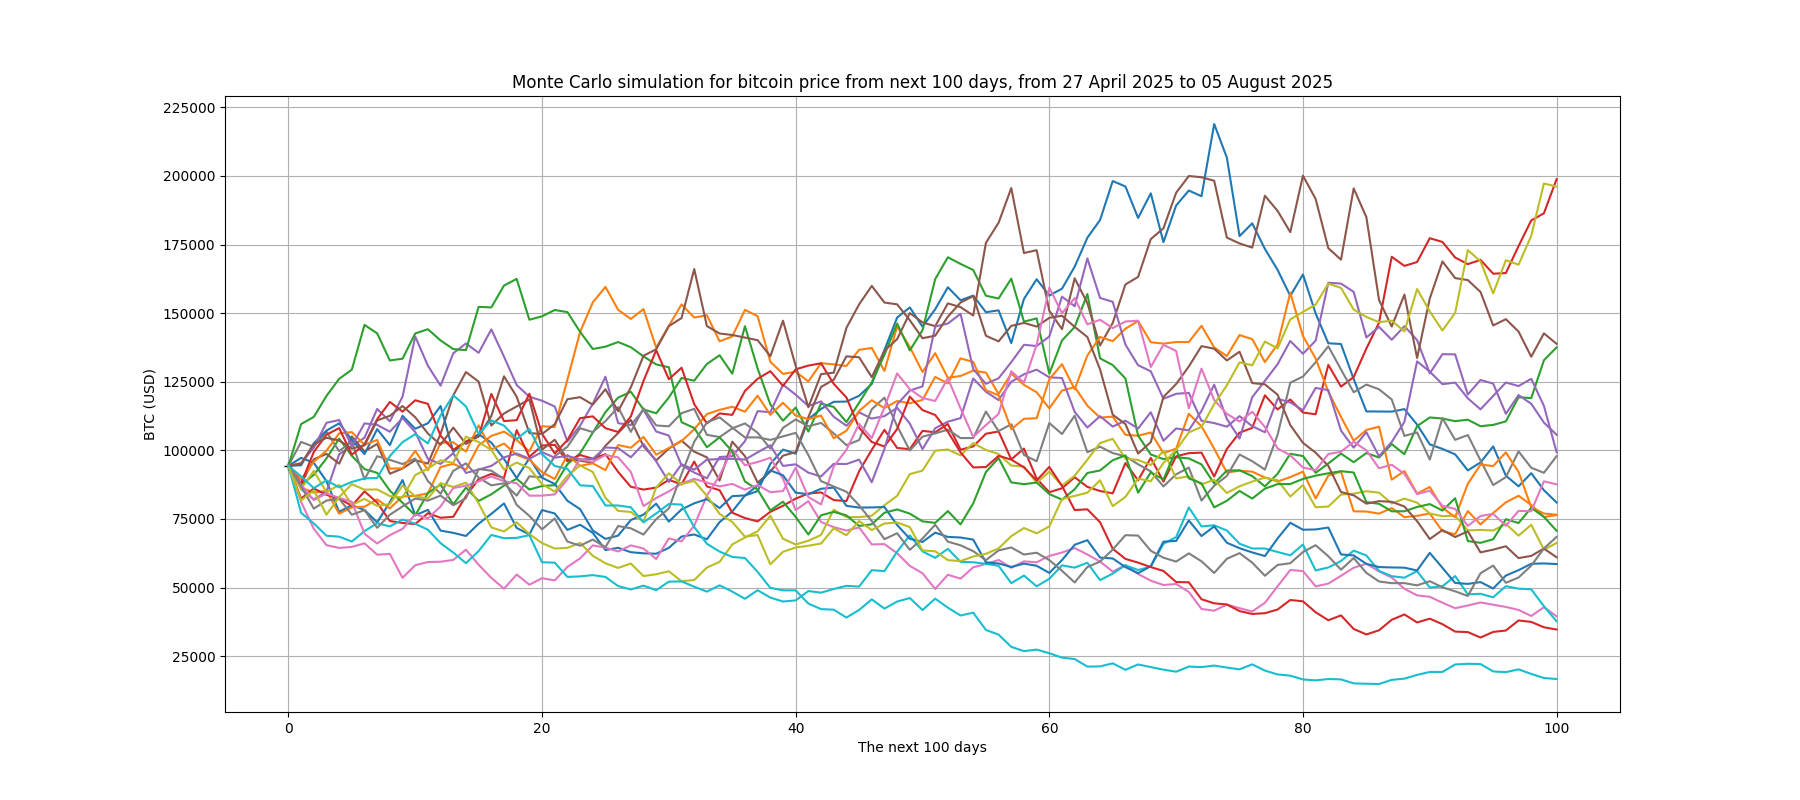 Monte Carlo simulation for bitcoin price from next 100 days, from 27 April 2025 to 05 August 2025
225000
200000
175000
150000
125000
100000
75000
50000
25000
BTC (USD)
0 20 40 60 80 100
The next 100 days